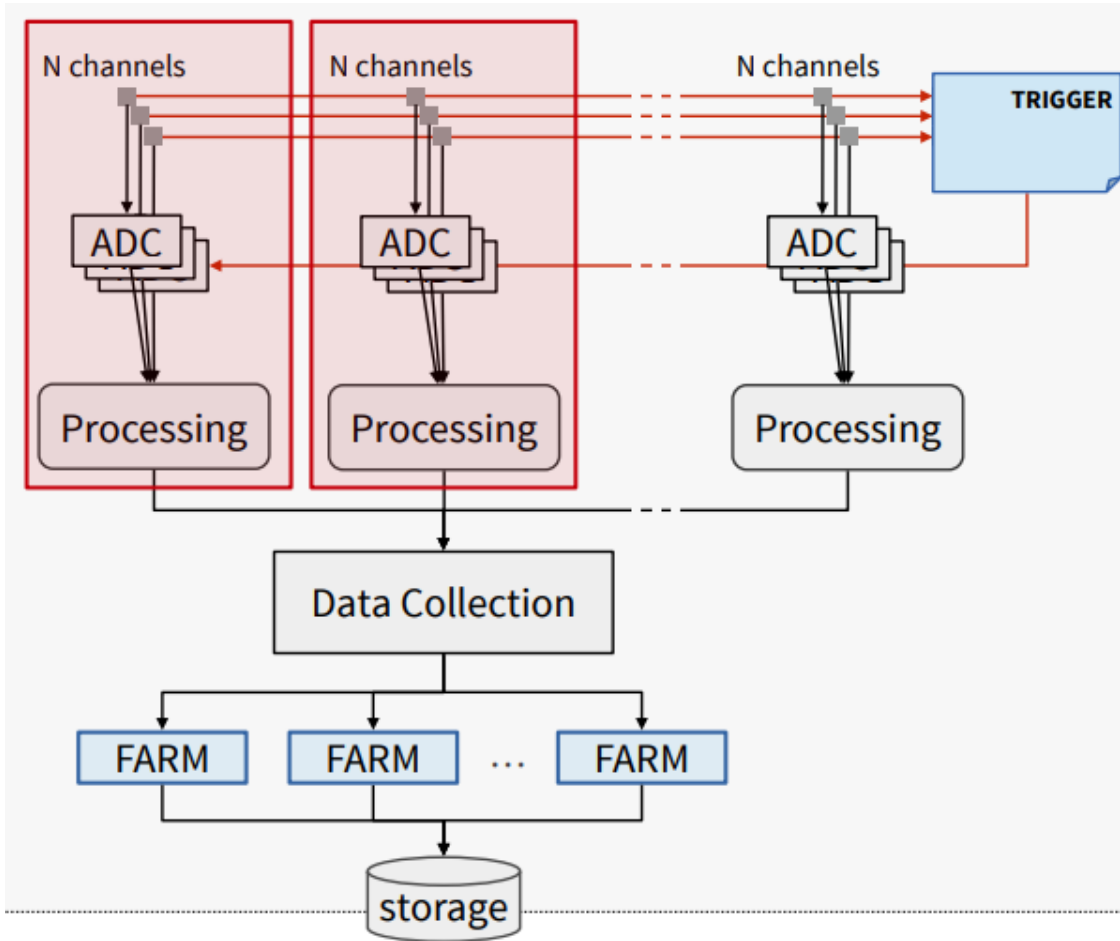 N channels
N channels
N channels
TRIGGER
ADC
ADC
ADC
Processing
Processing
Processing
Data Collection
FARM
FARM
...
FARM
storage